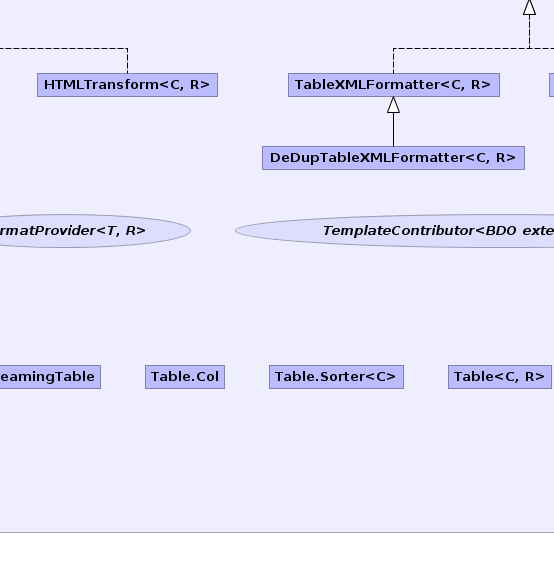 HTMLTransform<C, R>
TableXMLFormatter<C, R>
DeDupTableXMLFormatter<C, R>
rmatProvider<T, R>
TemplateContributor<BDO exte
eamingTable
Table.Col
Table.Sorter<C>
Table<C, R>